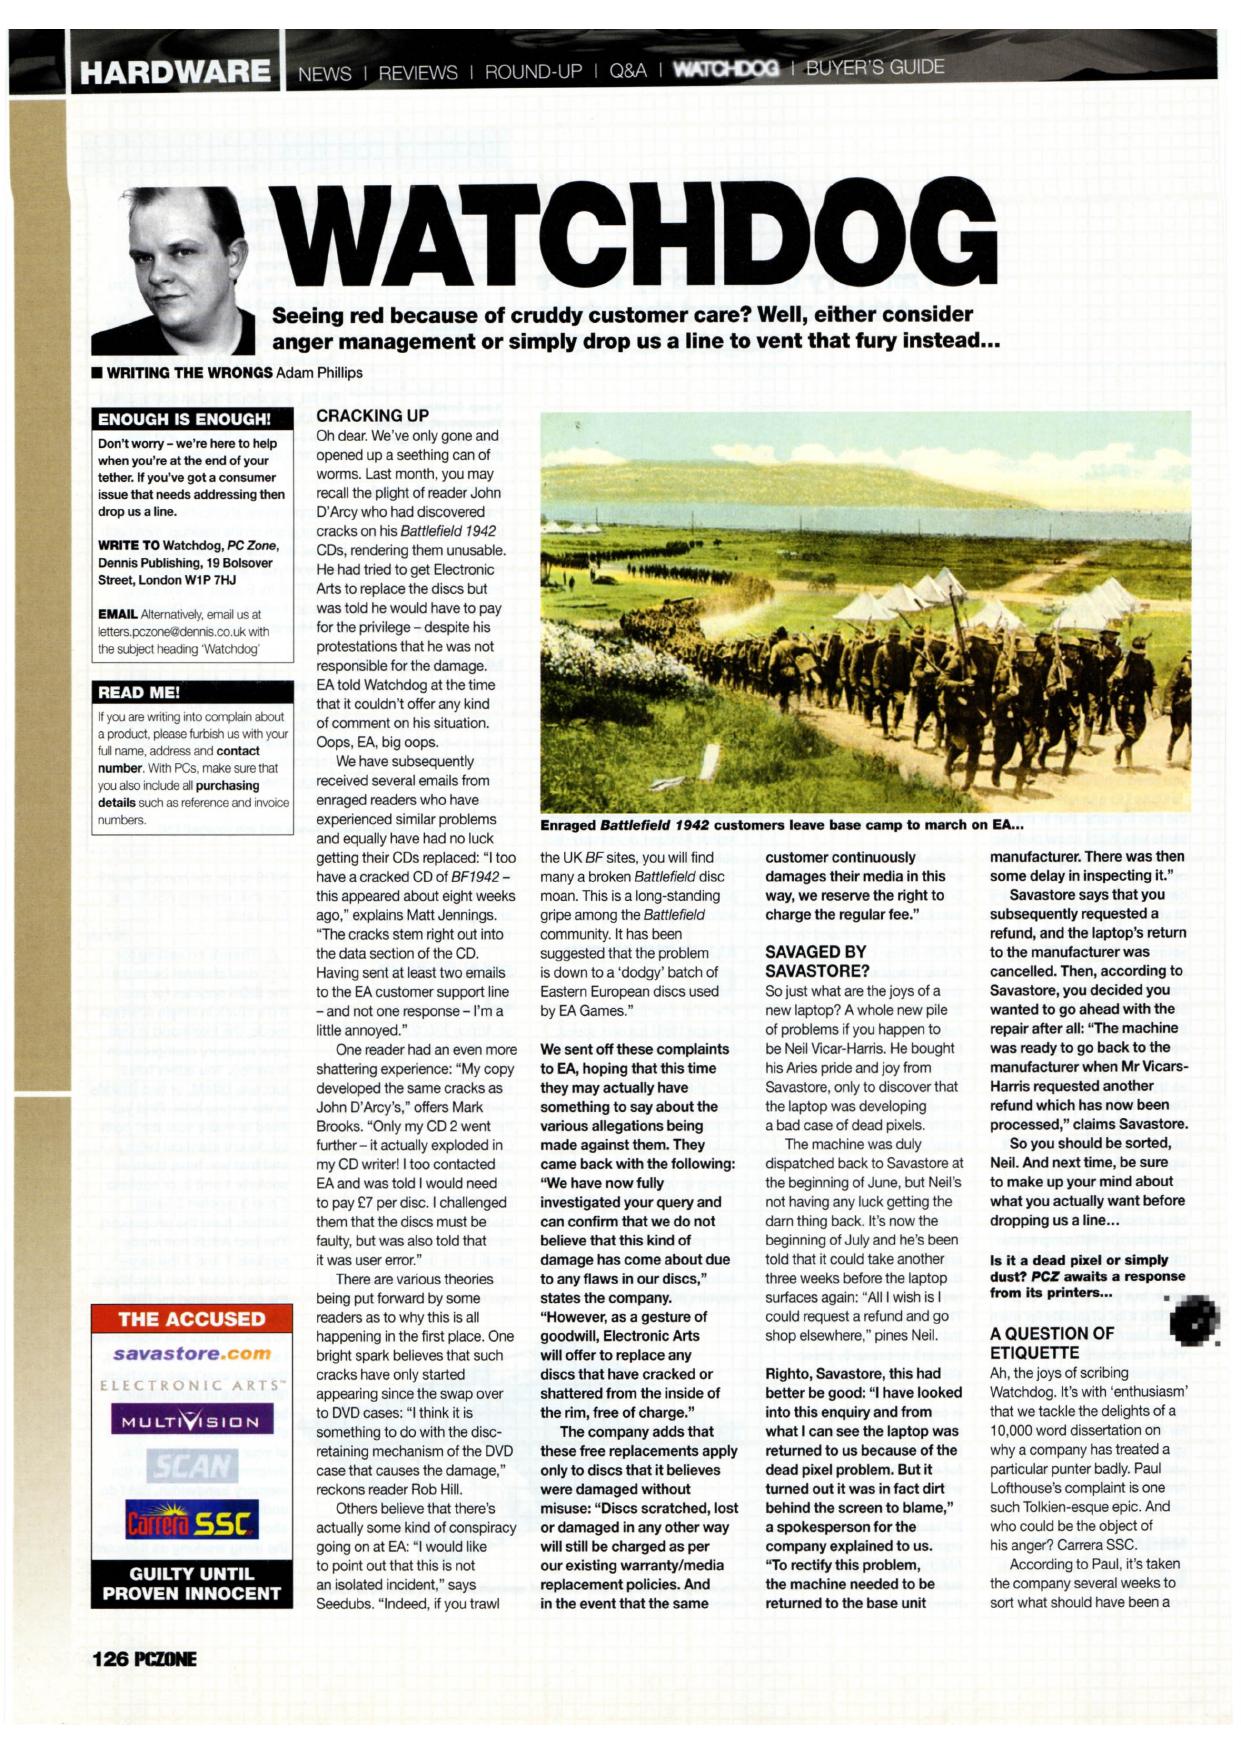 HARDWARE
NEWS | REVIEWS | ROUND-UP | Q&A | WATCHDOG | BUYER'S GUIDE
WATCHDOG
Seeing red because of cruddy customer care? Well, either consider
anger management or simply drop us a line to vent that fury instead...
■ WRITING THE WRONGS Adam Phillips
ENOUGH IS ENOUGH!
Don't worry – we're here to help
when you're at the end of your
tether. If you've got a consumer
issue that needs addressing then
drop us a line.
WRITE TO Watchdog, PC Zone,
Dennis Publishing, 19 Bolsover
Street, London W1P 7HJ
EMAIL Alternatively, email us at
letters.pczone@dennis.co.uk with
the subject heading 'Watchdog'
READ ME!
If you are writing into complain about
a product, please furbish us with your
full name, address and contact
number. With PCs, make sure that
you also include all purchasing
details such as reference and invoice
numbers.
THE ACCUSED
savastore.com
ELECTRONIC ARTS™
MULTIVISION
SCAN
Carrera SSC
GUILTY UNTIL
PROVEN INNOCENT
CRACKING UP
Oh dear. We've only gone and
opened up a seething can of
worms. Last month, you may
recall the plight of reader John
D'Arcy who had discovered
cracks on his Battlefield 1942
CDs, rendering them unusable.
He had tried to get Electronic
Arts to replace the discs but
was told he would have to pay
for the privilege – despite his
protestations that he was not
responsible for the damage.
EA told Watchdog at the time
that it couldn't offer any kind
of comment on his situation.
Oops, EA, big oops.
We have subsequently
received several emails from
enraged readers who have
experienced similar problems
and equally have had no luck
getting their CDs replaced: "I too
have a cracked CD of BF1942 –
this appeared about eight weeks
ago," explains Matt Jennings.
"The cracks stem right out into
the data section of the CD.
Having sent at least two emails
to the EA customer support line
– and not one response – I'm a
little annoyed."
One reader had an even more
shattering experience: "My copy
developed the same cracks as
John D'Arcy's," offers Mark
Brooks. "Only my CD 2 went
further – it actually exploded in
my CD writer! I too contacted
EA and was told I would need
to pay £7 per disc. I challenged
them that the discs must be
faulty, but was also told that
it was user error."
There are various theories
being put forward by some
readers as to why this is all
happening in the first place. One
bright spark believes that such
cracks have only started
appearing since the swap over
to DVD cases: "I think it is
something to do with the disc-
retaining mechanism of the DVD
case that causes the damage,"
reckons reader Rob Hill.
Others believe that there's
actually some kind of conspiracy
going on at EA: "I would like
to point out that this is not
an isolated incident," says
Seedubs. "Indeed, if you trawl
Enraged Battlefield 1942 customers leave base camp to march on EA...
the UK BF sites, you will find
many a broken Battlefield disc
moan. This is a long-standing
gripe among the Battlefield
community. It has been
suggested that the problem
is down to a 'dodgy' batch of
Eastern European discs used
by EA Games."
We sent off these complaints
to EA, hoping that this time
they may actually have
something to say about the
various allegations being
made against them. They
came back with the following:
"We have now fully
investigated your query and
can confirm that we do not
believe that this kind of
damage has come about due
to any flaws in our discs,"
states the company.
"However, as a gesture of
goodwill, Electronic Arts
will offer to replace any
discs that have cracked or
shattered from the inside of
the rim, free of charge."
The company adds that
these free replacements apply
only to discs that it believes
were damaged without
misuse: "Discs scratched, lost
or damaged in any other way
will still be charged as per
our existing warranty/media
replacement policies. And
in the event that the same
customer continuously
damages their media in this
way, we reserve the right to
charge the regular fee."
SAVAGED BY
SAVASTORE?
So just what are the joys of a
new laptop? A whole new pile
of problems if you happen to
be Neil Vicar-Harris. He bought
his Aries pride and joy from
Savastore, only to discover that
the laptop was developing
a bad case of dead pixels.
The machine was duly
dispatched back to Savastore at
the beginning of June, but Neil's
not having any luck getting the
darn thing back. It's now the
beginning of July and he's been
told that it could take another
three weeks before the laptop
surfaces again: "All I wish is I
could request a refund and go
shop elsewhere," pines Neil.
Righto, Savastore, this had
better be good: "I have looked
into this enquiry and from
what I can see the laptop was
returned to us because of the
dead pixel problem. But it
turned out it was in fact dirt
behind the screen to blame,"
a spokesperson for the
company explained to us.
"To rectify this problem,
the machine needed to be
returned to the base unit
manufacturer. There was then
some delay in inspecting it."
Savastore says that you
subsequently requested a
refund, and the laptop's return
to the manufacturer was
cancelled. Then, according to
Savastore, you decided you
wanted to go ahead with the
repair after all: "The machine
was ready to go back to the
manufacturer when Mr Vicars-
Harris requested another
refund which has now been
processed," claims Savastore.
So you should be sorted,
Neil. And next time, be sure
to make up your mind about
what you actually want before
dropping us a line...
Is it a dead pixel or simply
dust? PCZ awaits a response
from its printers...
A QUESTION OF
ETIQUETTE
Ah, the joys of scribing
Watchdog. It's with 'enthusiasm'
that we tackle the delights of a
10,000 word dissertation on
why a company has treated a
particular punter badly. Paul
Lofthouse's complaint is one
such Tolkien-esque epic. And
who could be the object of
his anger? Carrera SSC.
According to Paul, it's taken
the company several weeks to
sort what should have been a
126 PCZONE